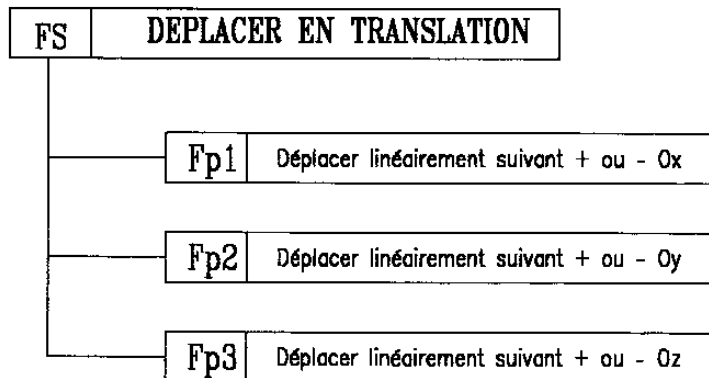 FS DEPLACER EN TRANSLATION
Fp1 Déplacer linéairement suivant + ou - Ox
Fp2 Déplacer linéairement suivant + ou - Oy
Fp3 Déplacer linéairement suivant + ou - Oz